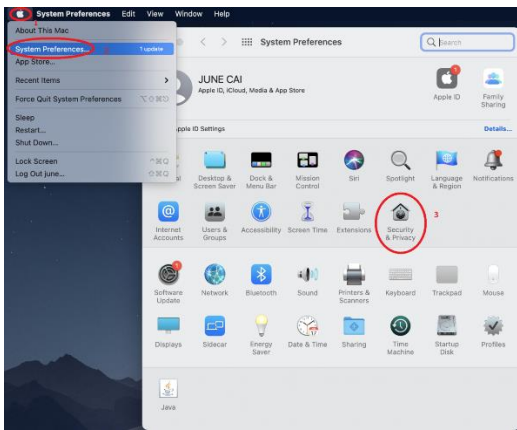 System Preferences Edit View Window Help
About This Mac
System Preferences... 1 update
App Store...
Recent Items
Force Quit System Preferences
Sleep
Restart...
Shut Down...
Lock Screen
Log Out june...
System Preferences
Search
JUNE CAI
Apple ID, iCloud, Media & App Store
Apple ID
Family
Sharing
Apple ID Settings
Details...
Desktop &
Screen Saver
Dock &
Menu Bar
Mission
Control
Siri
Spotlight
Language
& Region
Notifications
Internet
Accounts
Users &
Groups
Accessibility
Screen Time
Extensions
Security
& Privacy
3
Software
Update
Network
Bluetooth
Sound
Printers &
Scanners
Keyboard
Trackpad
Mouse
Displays
Sidecar
Energy
Saver
Date & Time
Sharing
Time
Machine
Startup
Disk
Profiles
Java